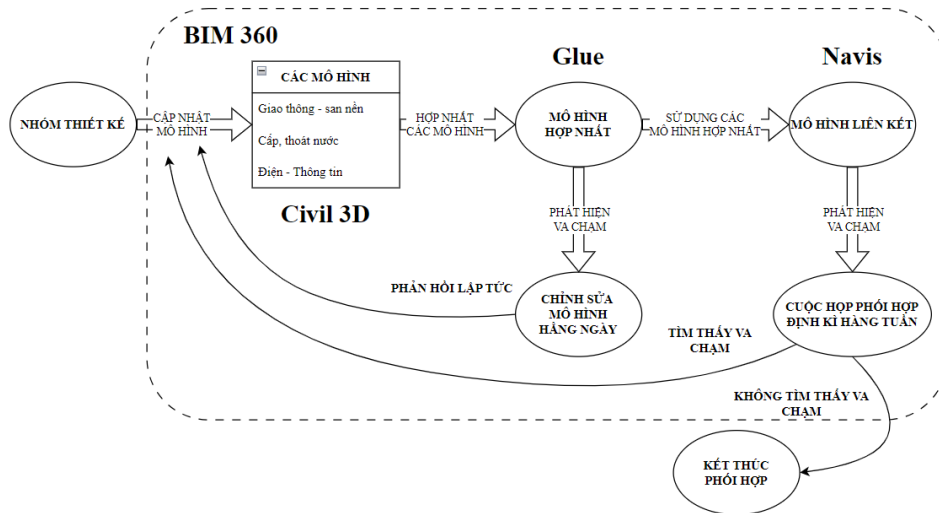 BIM 360
Glue
Navis
NHÓM THIẾT KẾ
CẬP NHẬT
MÔ HÌNH
CÁC MÔ HÌNH
Giao thông - san nền
Cấp, thoát nước
Điện - Thông tin
Civil 3D
HỢP NHẤT
CÁC MÔ HÌNH
MÔ HÌNH
HỢP NHẤT
SỬ DỤNG CÁC
MÔ HÌNH HỢP NHẤT
MÔ HÌNH LIÊN KẾT
PHÁT HIỆN
VA CHẠM
PHÁT HIỆN
VA CHẠM
PHẢN HỒI LẬP TỨC
CHỈNH SỬA
MÔ HÌNH
HẰNG NGÀY
CUỘC HỌP PHỐI HỢP
ĐỊNH KÌ HÀNG TUẦN
TÌM THẤY VA
CHẠM
KHÔNG TÌM THẤY VA
CHẠM
KẾT THÚC
PHỐI HỢP